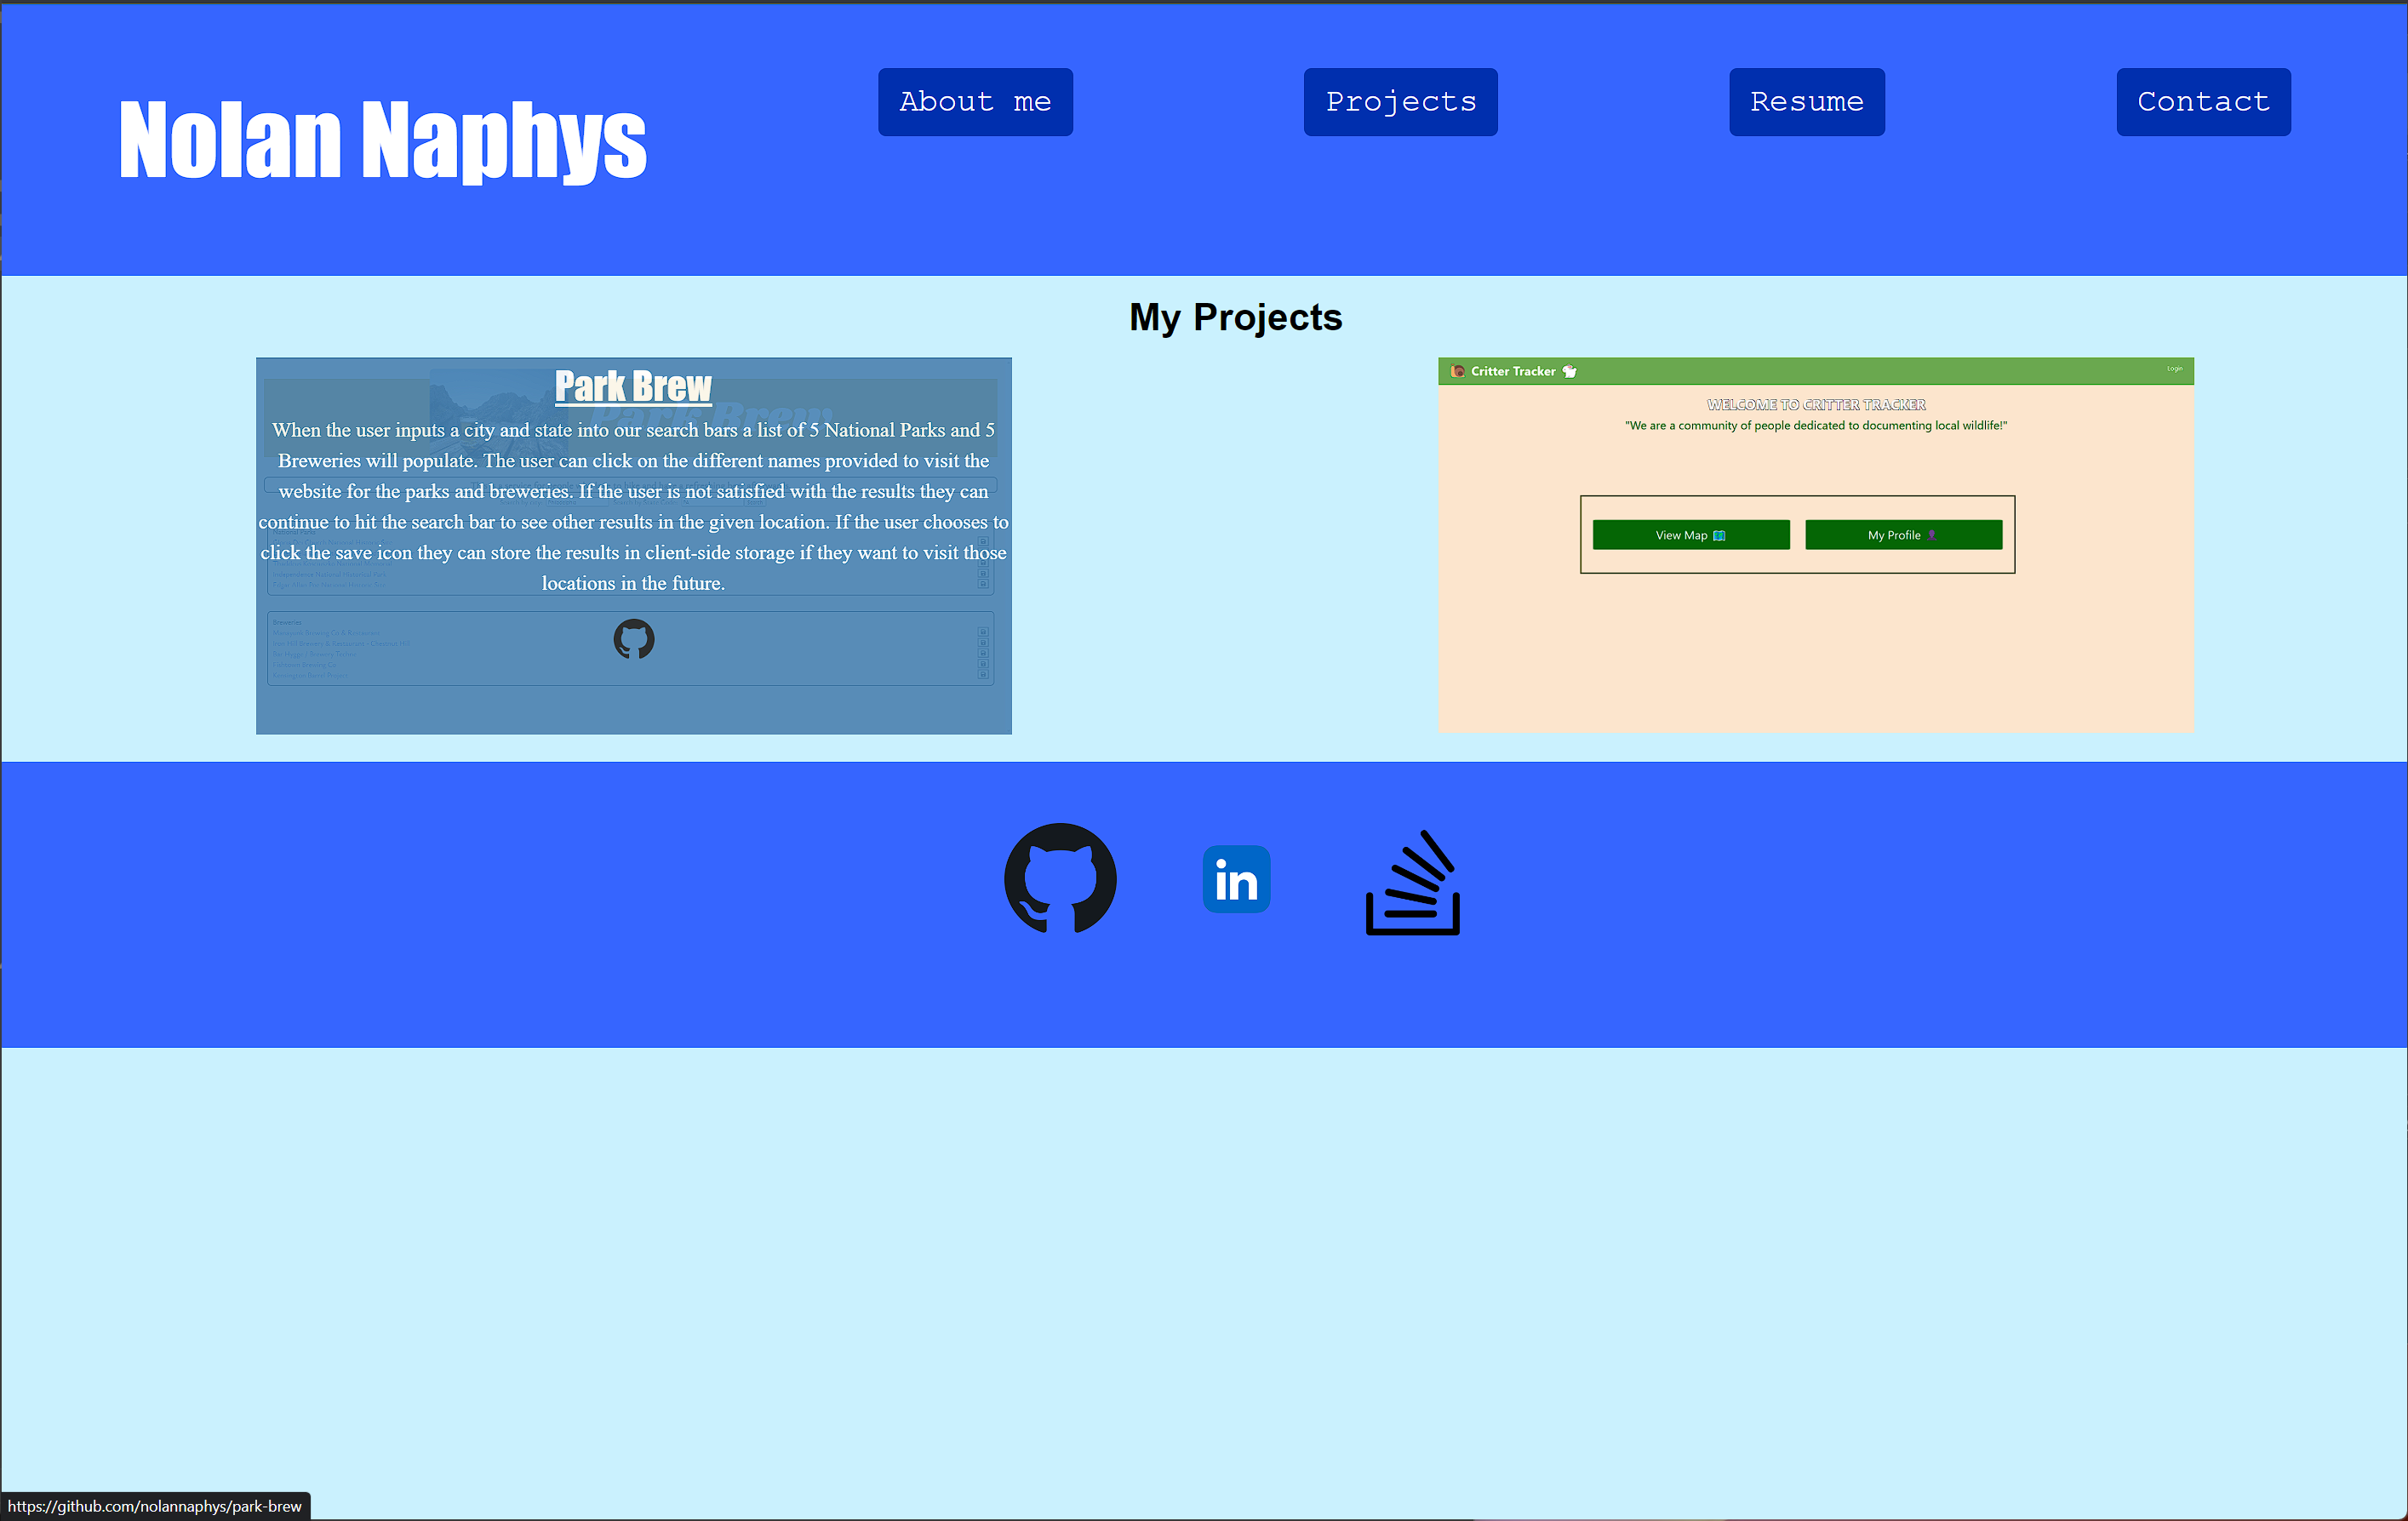 Nolan Naphys
About me
Projects
Resume
Contact
My Projects
Park Brew
When the user inputs a city and state into our search bars a list of 5 National Parks and 5
Breweries will populate. The user can click on the different names provided to visit the
website for the parks and breweries. If the user is not satisfied with the results they can
continue to hit the search bar to see other results in the given location. If the user chooses to
click the save icon they can store the results in client-side storage if they want to visit those
locations in the future.
Park Brew
Breweries
Critter Tracker
Login
WELCOME TO CRITTER TRACKER
"We are a community of people dedicated to documenting local wildlife!"
View Map
My Profile
in
https://github.com/nolannaphys/park-brew